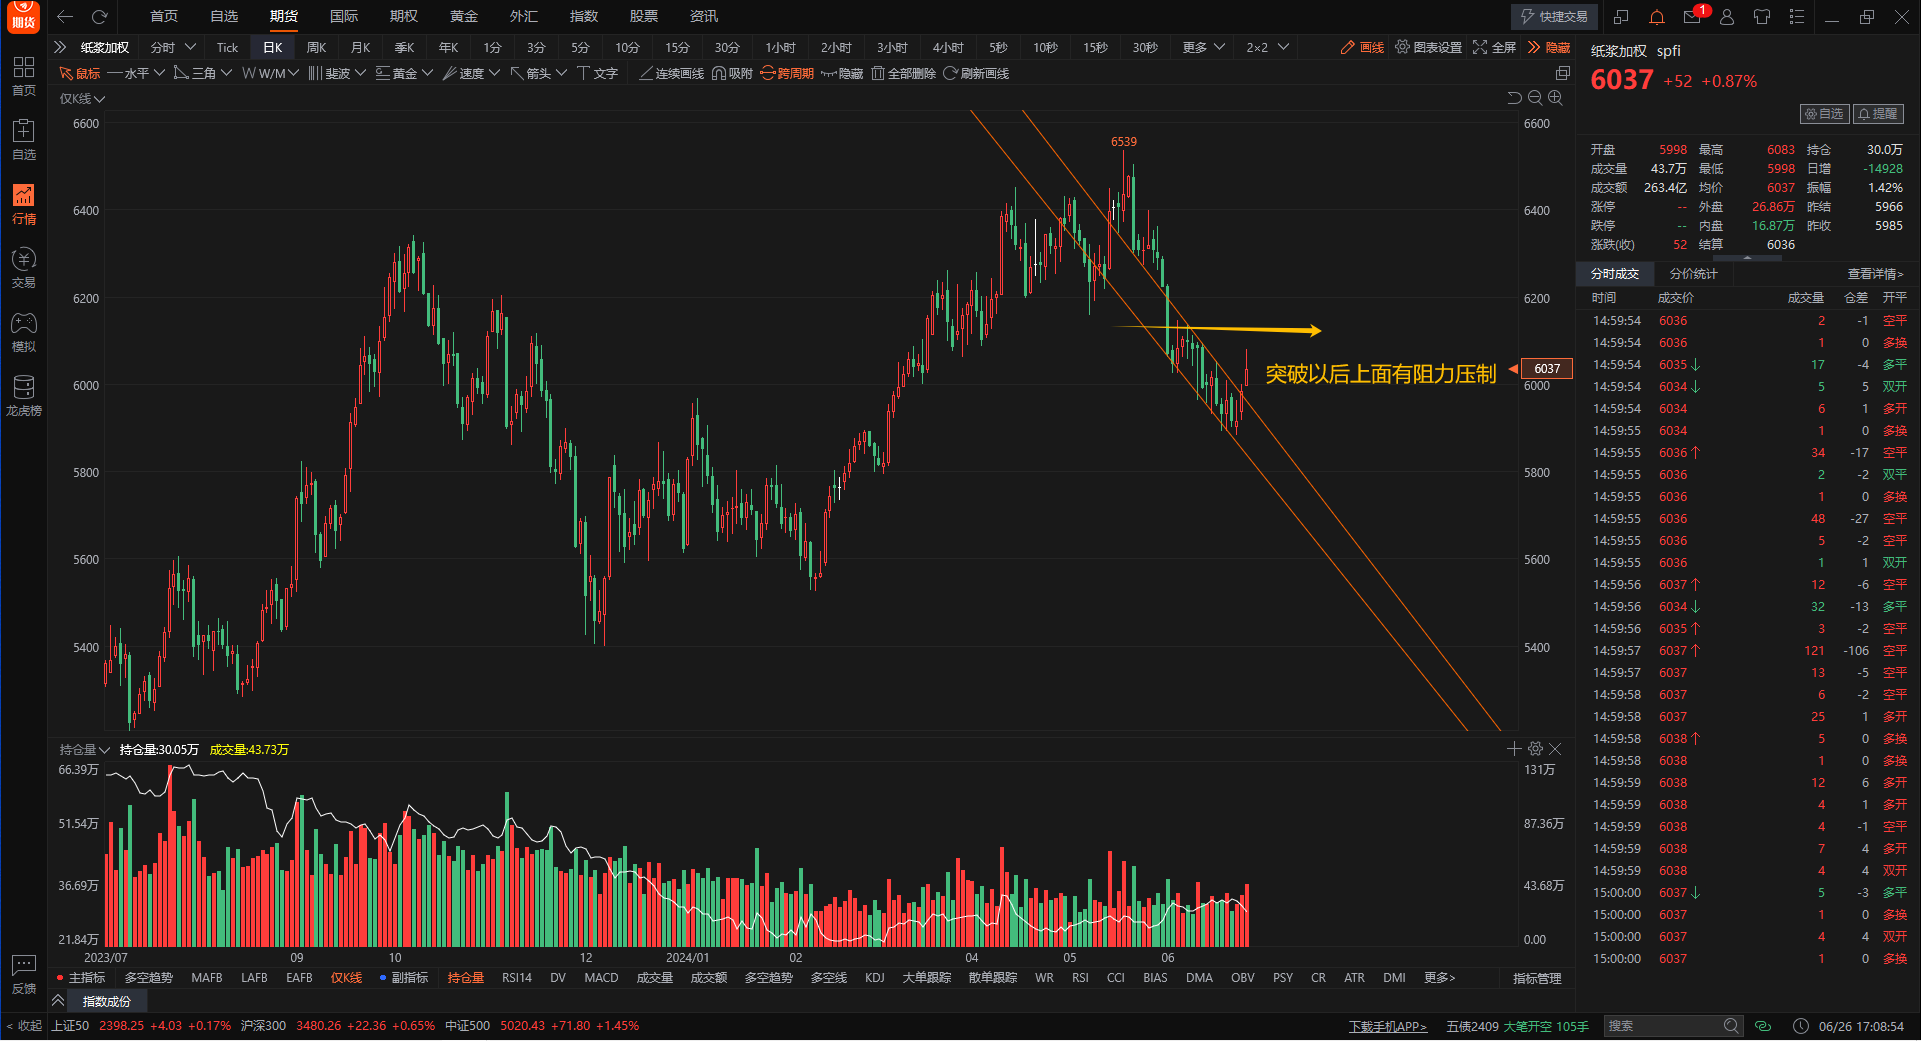 期货
首页 自选 期货 国际 期权 黄金 外汇 指数 股票 资讯
快捷交易 1
纸浆加权 分时 Tick 日K 周K 月K 季K 年K 1分 3分 5分 10分 15分 30分 1小时 2小时 3小时 4小时 5秒 10秒 15秒 30秒 更多 2×2 画线 图表设置 全屏 隐藏
鼠标 水平 三角 W/M 斐波 黄金 速度 箭头 文字 连续画线 吸附 跨周期 隐藏 全部删除 刷新画线
首页
自选
行情
交易
模拟
龙虎榜
反馈
< 收起
仅K线
6600
6400
6200
6000
5800
5600
5400
6539
突破以后上面有阻力压制
6600
6400
6200
6037
6000
5800
5600
5400
持仓量 持仓量:30.05万 成交量:43.73万
66.39万
51.54万
36.69万
21.84万
131万
87.36万
43.68万
0.00
2023/07 09 10 12 2024/01 02 04 05 06
主指标 多空趋势 MAFB LAFB EAFB 仅K线 副指标 持仓量 RSI14 DV MACD 成交量 成交额 多空趋势 多空线 KDJ 大单跟踪 散单跟踪 WR RSI CCI BIAS DMA OBV PSY CR ATR DMI 更多> 指标管理
指数成份
上证50 2398.25 +4.03 +0.17% 沪深300 3480.26 +22.36 +0.65% 中证500 5020.43 +71.80 +1.45%
下载手机APP> 五债2409 大笔开空 105手 搜索 06/26 17:08:54
纸浆加权 spfi
6037 +52 +0.87%
自选 提醒
开盘 5998 最高 6083 持仓 30.0万
成交量 43.7万 最低 5998 日增 -14928
成交额 263.4亿 均价 6037 振幅 1.42%
涨停 -- 外盘 26.86万 昨结 5966
跌停 -- 内盘 16.87万 昨收 5985
涨跌(收) 52 结算 6036
分时成交 分价统计 查看详情>
时间 成交价 成交量 仓差 开平
14:59:54 6036 2 -1 空平
14:59:54 6036 1 0 多换
14:59:54 6035↓ 17 -4 多平
14:59:54 6034↓ 5 5 双开
14:59:54 6034 6 1 多开
14:59:55 6034 1 0 多换
14:59:55 6036↑ 34 -17 空平
14:59:55 6036 2 -2 双平
14:59:55 6036 1 0 多换
14:59:55 6036 48 -27 空平
14:59:55 6036 5 -2 空平
14:59:55 6036 1 1 双开
14:59:56 6037↑ 12 -6 空平
14:59:56 6034↓ 32 -13 多平
14:59:56 6035↑ 3 -2 空平
14:59:57 6037↑ 121 -106 空平
14:59:57 6037 13 -5 空平
14:59:58 6037 6 -2 空平
14:59:58 6037 25 1 多开
14:59:58 6038↑ 5 0 多换
14:59:58 6038 1 0 多换
14:59:59 6038 12 6 多开
14:59:59 6038 4 1 多开
14:59:59 6038 4 -1 空平
14:59:59 6038 7 4 多开
14:59:59 6038 4 4 双开
15:00:00 6037↓ 5 -3 多平
15:00:00 6037 1 0 多换
15:00:00 6037 4 4 双开
15:00:00 6037 1 0 多换